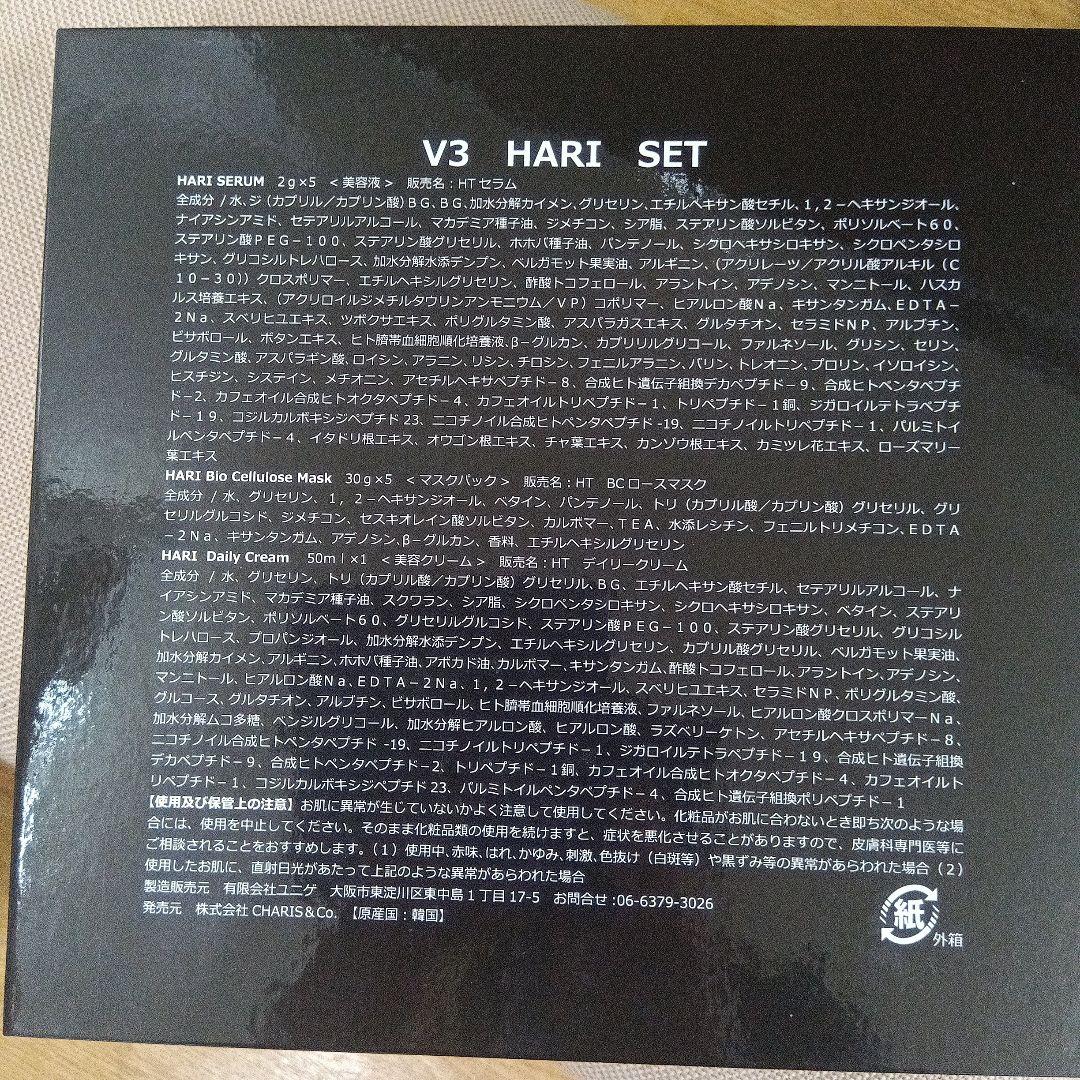 V3 HARI SET
HARI SERUM 2g×5 <美容液> 販売名:HTセラム
全成分/水、ジ(カプリル/カプリン酸)BG、BG、加水分解カイメン、グリセリン、エチルヘキサン酸セチル、1,2-ヘキサンジオール、
ナイアシンアミド、セテアリルアルコール、マカデミア種子油、ジメチコン、シア脂、ステアリン酸ソルビタン、ポリソルベート60、
ステアリン酸PEG-100、ステアリン酸グリセリル、ホホバ種子油、パンテノール、シクロヘキサシロキサン、シクロペンタシロ
キサン、グリコシルトレハロース、加水分解水添デンプン、ベルガモット果実油、アルギニン、(アクリレーツ/アクリル酸アルキル(C
10-30))クロスポリマー、エチルヘキシルグリセリン、酢酸トコフェロール、アラントイン、アデノシン、マンニトール、ハスカ
ルス培養エキス、(アクリロイルジメチルタウリンアンモニウム/VP)コポリマー、ヒアルロン酸Na、キサンタンガム、EDTA-
2Na、スベリヒユエキス、ツボクサエキス、ポリグルタミン酸、アスパラガスエキス、グルタチオン、セラミドNP、アルブチン、
ビサボロール、ボタンエキス、ヒト臍帯血細胞順化培養液、β-グルカン、カプリリルグリコール、ファルネソール、グリシン、セリン、
グルタミン酸、アスパラギン酸、ロイシン、アラニン、リシン、チロシン、フェニルアラニン、バリン、トレオニン、プロリン、イソロイシン、
ヒスチジン、システイン、メチオニン、アセチルヘキサペプチド-8、合成ヒト遺伝子組換デカペプチド-9、合成ヒトペンタペプチ
ド-2、カフェオイル合成ヒトオクタペプチド-4、カフェオイルトリペプチド-1、トリペプチド-1銅、ジガロイルテトラペプチ
ド-19、コジルカルボキシジペプチド23、ニコチノイル合成ヒトペンタペプチド-19、ニコチノイルトリペプチド-1、パルミトイ
ルペンタペプチド-4、イタドリ根エキス、オウゴン根エキス、チャ葉エキス、カンゾウ根エキス、カミツレ花エキス、ローズマリー
葉エキス
HARI Bio Cellulose Mask 30g×5 <マスクパック> 販売名:HT BCロースマスク
全成分/水、グリセリン、1,2-ヘキサンジオール、ベタイン、パンテノール、トリ(カプリル酸/カプリン酸)グリセリル、グリ
セリルグルコシド、ジメチコン、セスキオレイン酸ソルビタン、カルボマー、TEA、水添レシチン、フェニルトリメチコン、EDTA
-2Na、キサンタンガム、アデノシン、β-グルカン、香料、エチルヘキシルグリセリン
HARI Daily Cream 50ml×1 <美容クリーム> 販売名:HT デイリークリーム
全成分/水、グリセリン、トリ(カプリル酸/カプリン酸)グリセリル、BG、エチルヘキサン酸セチル、セテアリルアルコール、ナ
イアシンアミド、マカデミア種子油、スクワラン、シア脂、シクロペンタシロキサン、シクロヘキサシロキサン、ベタイン、ステアリ
ン酸ソルビタン、ポリソルベート60、グリセリルグルコシド、ステアリン酸PEG-100、ステアリン酸グリセリル、グリコシル
トレハロース、プロパンジオール、加水分解水添デンプン、エチルヘキシルグリセリン、カプリル酸グリセリル、ベルガモット果実油、
加水分解カイメン、アルギニン、ホホバ種子油、アボカド油、カルボマー、キサンタンガム、酢酸トコフェロール、アラントイン、アデノシン、
マンニトール、ヒアルロン酸Na、EDTA-2Na、1,2-ヘキサンジオール、スベリヒユエキス、セラミドNP、ポリグルタミン酸、
グルコース、グルタチオン、アルブチン、ビサボロール、ヒト臍帯血細胞順化培養液、ファルネソール、ヒアルロン酸クロスポリマーNa、
加水分解ムコ多糖、ベンジルグリコール、加水分解ヒアルロン酸、ヒアルロン酸、ラズベリーケトン、アセチルヘキサペプチド-8、
ニコチノイル合成ヒトペンタペプチド-19、ニコチノイルトリペプチド-1、ジガロイルテトラペプチド-19、合成ヒト遺伝子組換
デカペプチド-9、合成ヒトペンタペプチド-2、トリペプチド-1銅、カフェオイル合成ヒトオクタペプチド-4、カフェオイルト
リペプチド-1、コジルカルボキシジペプチド23、パルミトイルペンタペプチド-4、合成ヒト遺伝子組換ポリペプチド-1
【使用及び保管上の注意】お肌に異常が生じていないかよく注意して使用してください。化粧品がお肌に合わないとき即ち次のような場
合には、使用を中止してください。そのまま化粧品類の使用を続けますと、症状を悪化させることがありますので、皮膚科専門医等に
ご相談されることをおすすめします。(1)使用中、赤味、はれ、かゆみ、刺激、色抜け(白斑等)や黒ずみ等の異常があらわれた場合(2)
使用したお肌に、直射日光があたって上記のような異常があらわれた場合
製造販売元 有限会社ユニゲ 大阪市東淀川区東中島1丁目17-5 お問合せ:06-6379-3026
発売元 株式会社CHARIS&Co. 【原産国:韓国】
紙
外箱